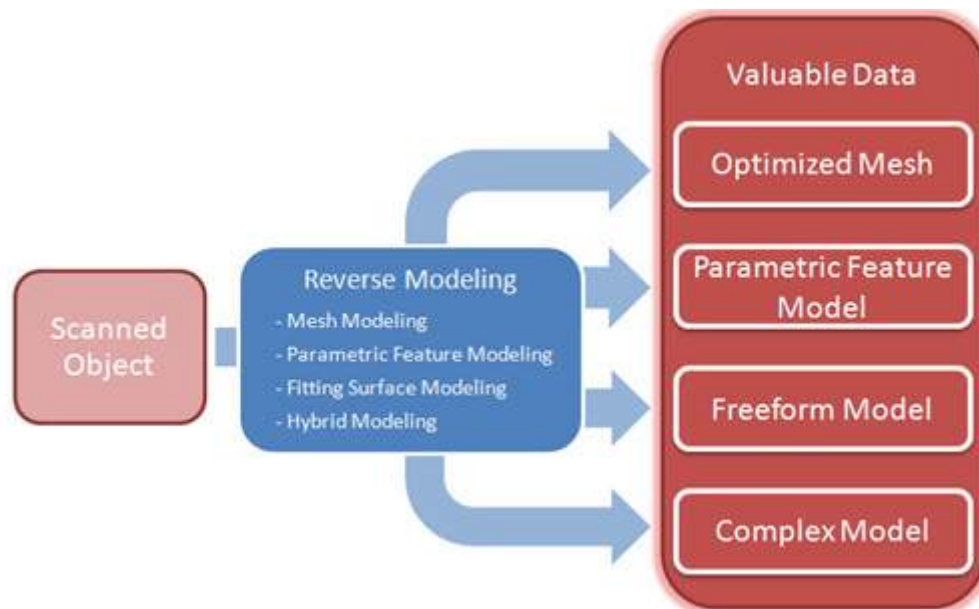 Scanned
Object
Reverse Modeling
- Mesh Modeling
- Parametric Feature Modeling
- Fitting Surface Modeling
- Hybrid Modeling
Valuable Data
Optimized Mesh
Parametric Feature
Model
Freeform Model
Complex Model